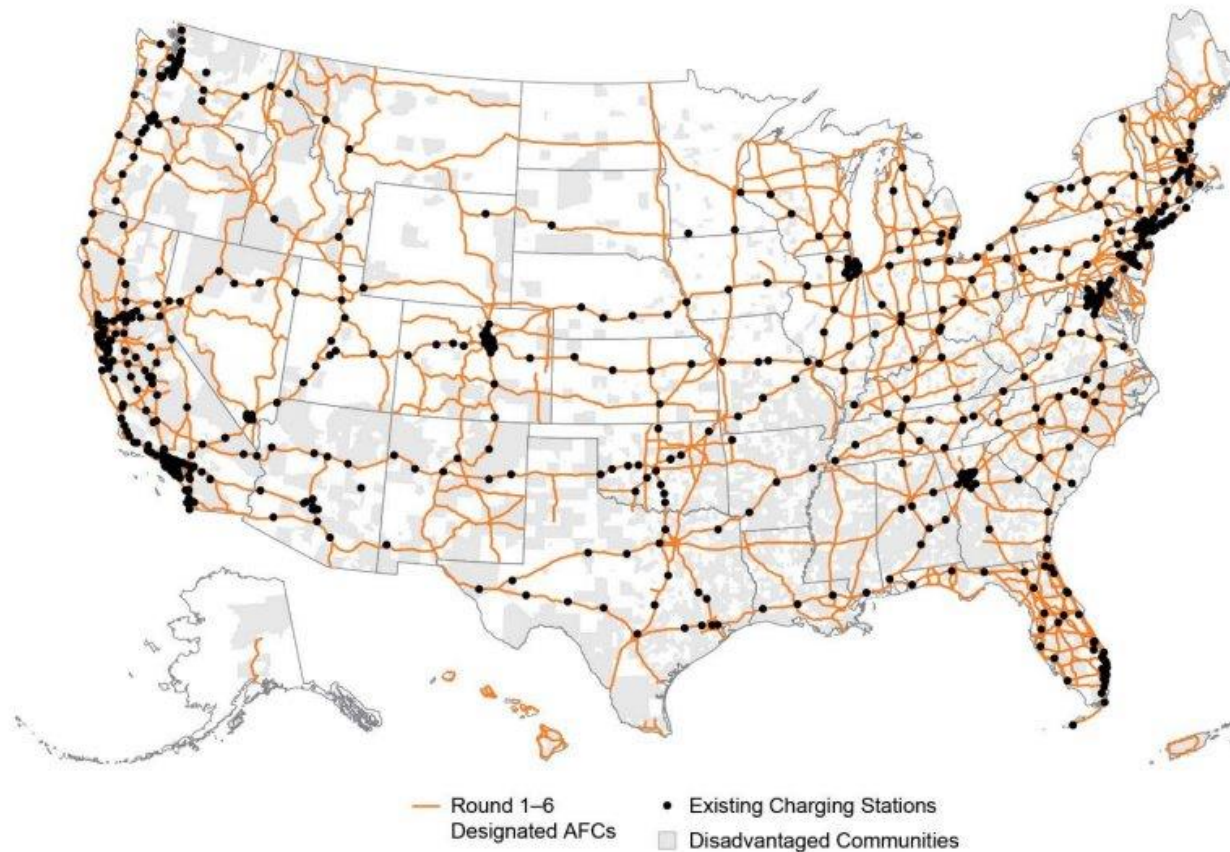 Round 1–6
Designated AFCs
Existing Charging Stations
Disadvantaged Communities